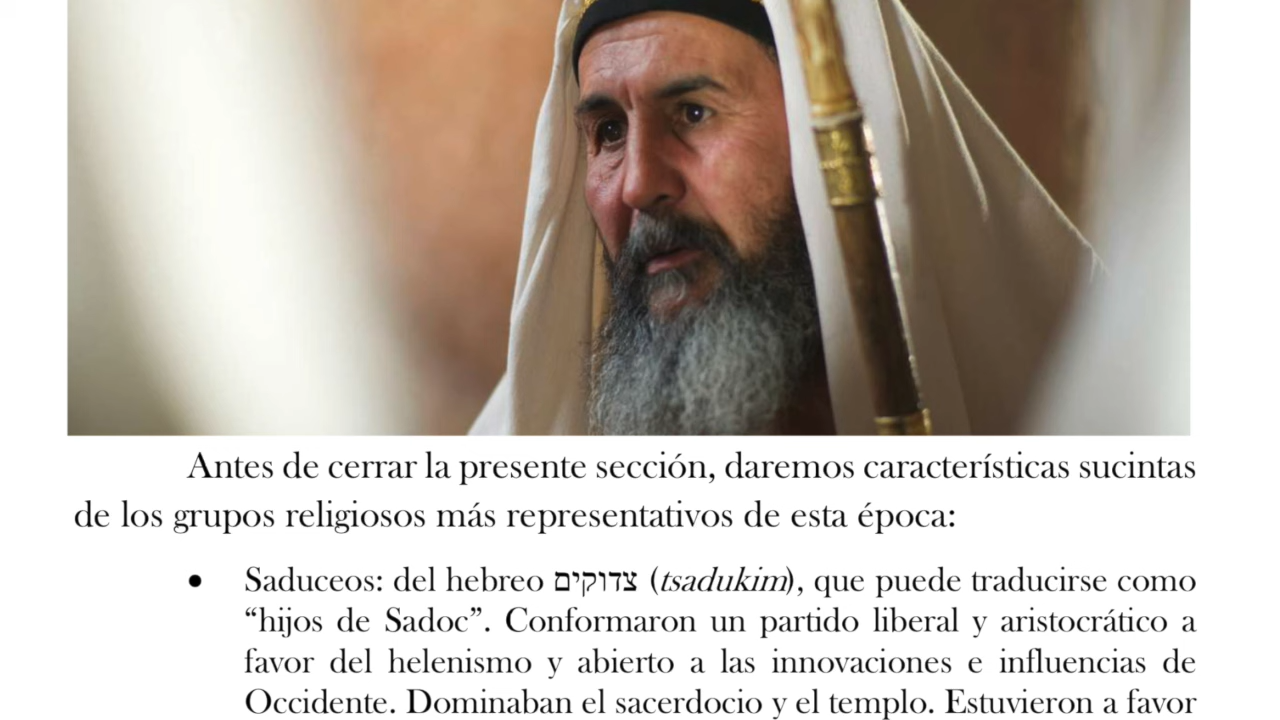 Antes de cerrar la presente sección, daremos características sucintas
de los grupos religiosos más representativos de esta época:
• Saduceos: del hebreo צדוקים (tsadukim), que puede traducirse como
“hijos de Sadoc”. Conformaron un partido liberal y aristocrático a
favor del helenismo y abierto a las innovaciones e influencias de
Occidente. Dominaban el sacerdocio y el templo. Estuvieron a favor